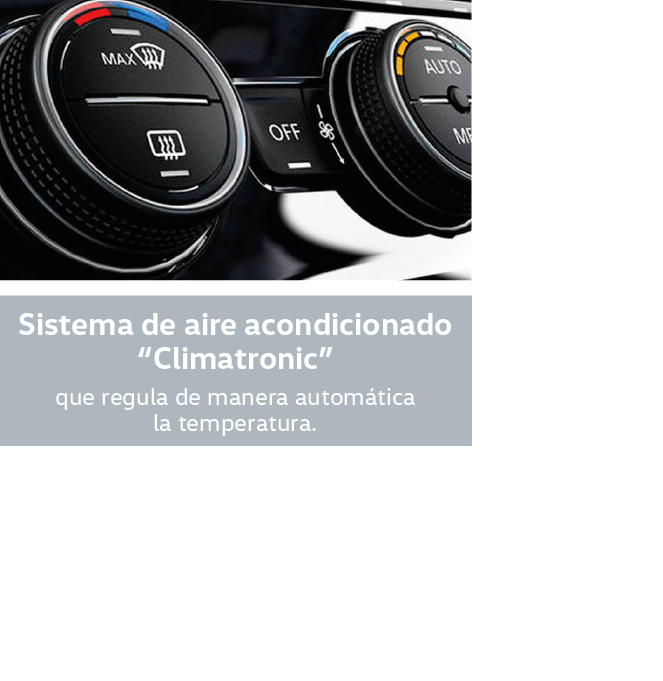 MAX
AUTO
OFF
Sistema de aire acondicionado
“Climatronic”
que regula de manera automática
la temperatura.